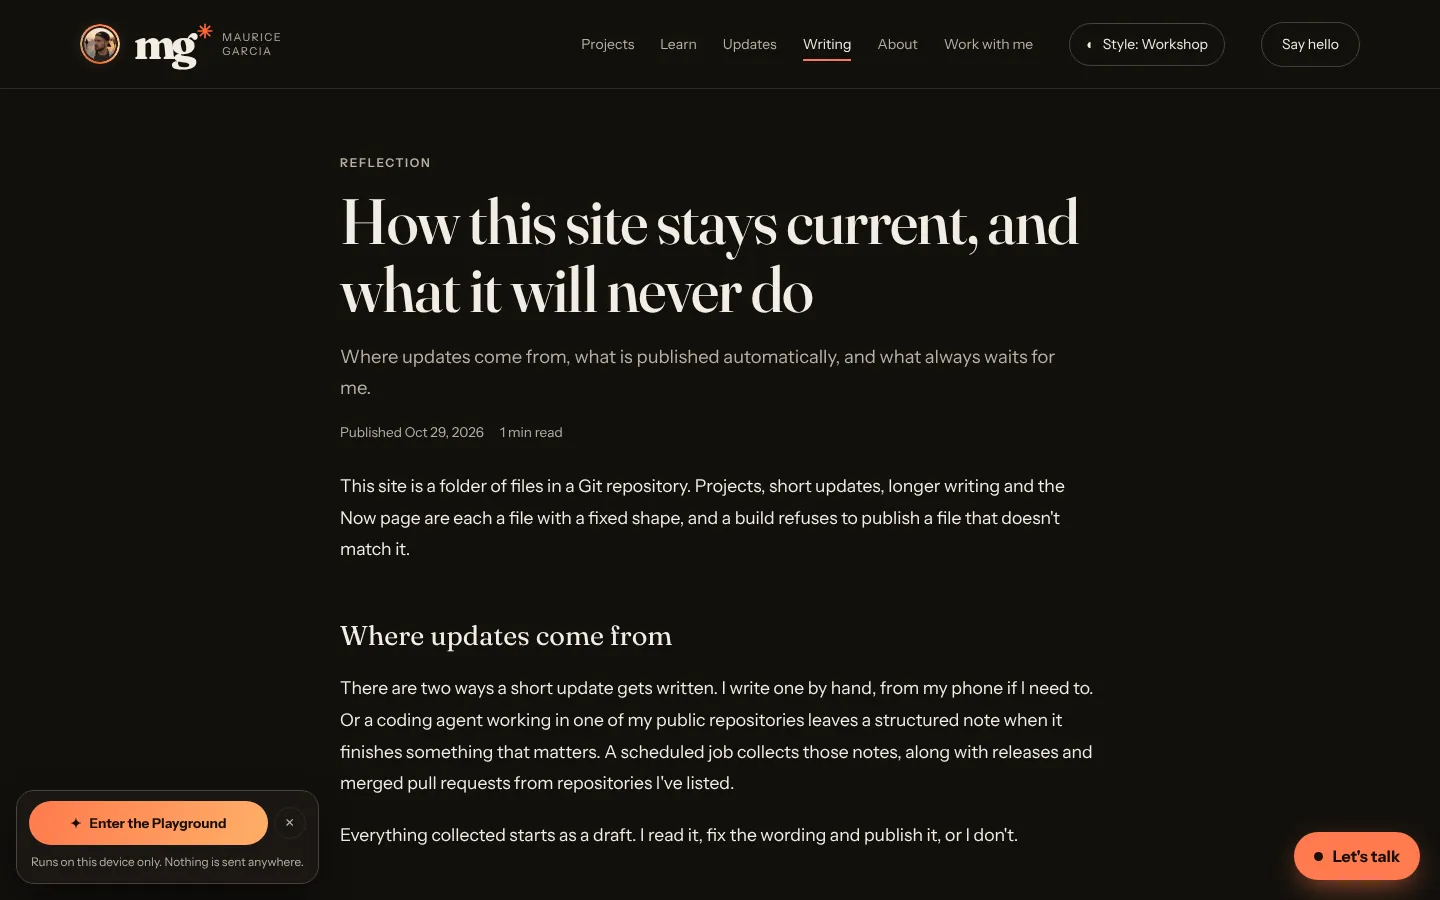 mg*
MAURICE
GARCIA
Projects
Learn
Updates
Writing
About
Work with me
Style: Workshop
Say hello
REFLECTION
How this site stays current, and
what it will never do
Where updates come from, what is published automatically, and what always waits for
me.
Published Oct 29, 2026
1 min read
This site is a folder of files in a Git repository. Projects, short updates, longer writing and the
Now page are each a file with a fixed shape, and a build refuses to publish a file that doesn't
match it.
Where updates come from
There are two ways a short update gets written. I write one by hand, from my phone if I need to.
Or a coding agent working in one of my public repositories leaves a structured note when it
finishes something that matters. A scheduled job collects those notes, along with releases and
merged pull requests from repositories I've listed.
Everything collected starts as a draft. I read it, fix the wording and publish it, or I don't.
✦ Enter the Playground
×
Runs on this device only. Nothing is sent anywhere.
Let's talk